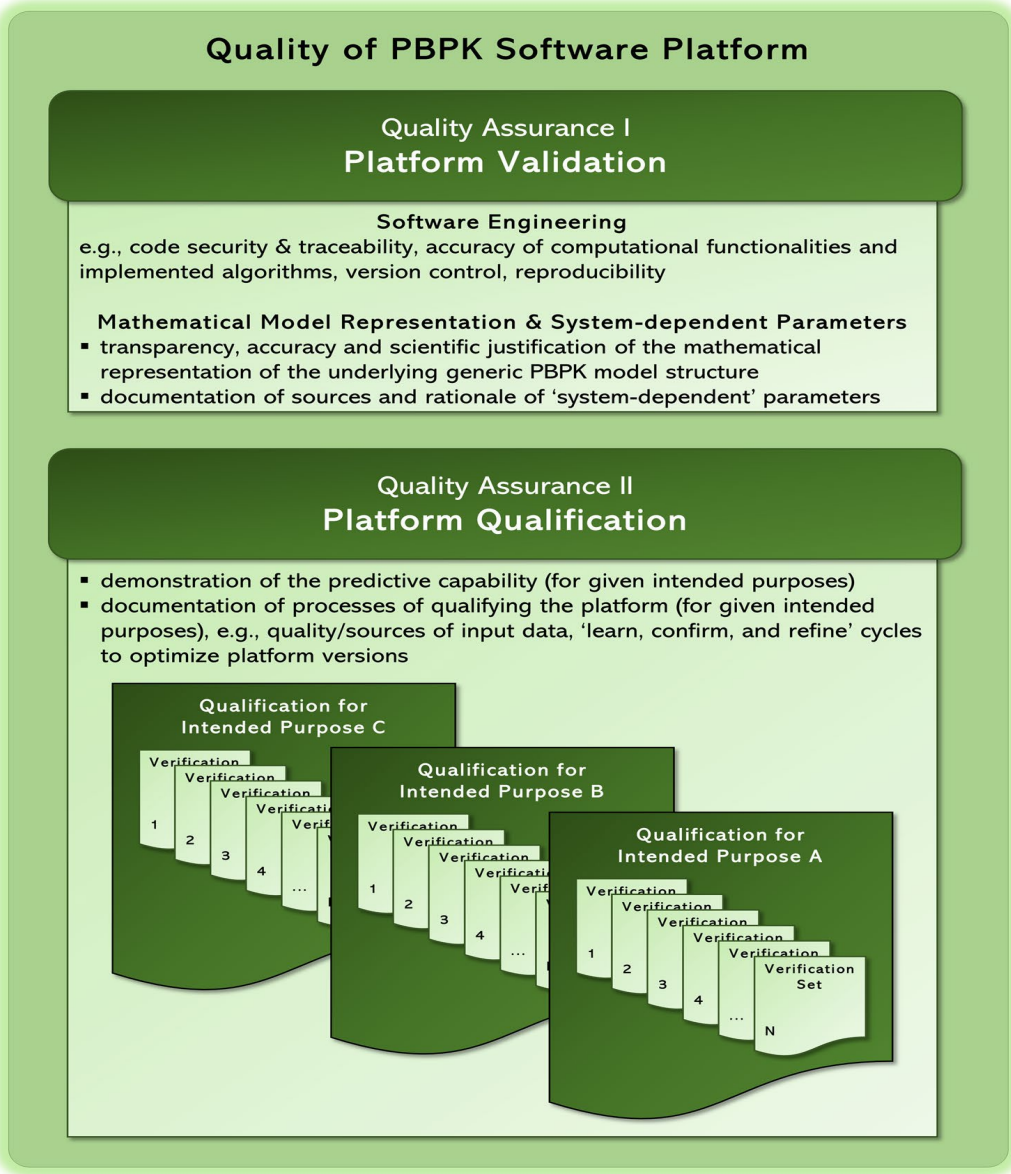 Quality of PBPK Software Platform
Quality Assurance I
Platform Validation
Software Engineering
e.g., code security & traceability, accuracy of computational functionalities and
implemented algorithms, version control, reproducibility
Mathematical Model Representation & System-dependent Parameters
▪ transparency, accuracy and scientific justification of the mathematical
representation of the underlying generic PBPK model structure
▪ documentation of sources and rationale of ‘system-dependent’ parameters
Quality Assurance II
Platform Qualification
▪ demonstration of the predictive capability (for given intended purposes)
▪ documentation of processes of qualifying the platform (for given intended
purposes), e.g., quality/sources of input data, ‘learn, confirm, and refine’ cycles
to optimize platform versions
Qualification for
Intended Purpose C
Verification
1
Verification
2
Verification
3
Verification
4
...
Qualification for
Intended Purpose B
Verification
1
Verification
2
Verification
3
Verification
4
...
Qualification for
Intended Purpose A
Verification
1
Verification
2
Verification
3
Verification
4
Verification
...
Verification
Set
N